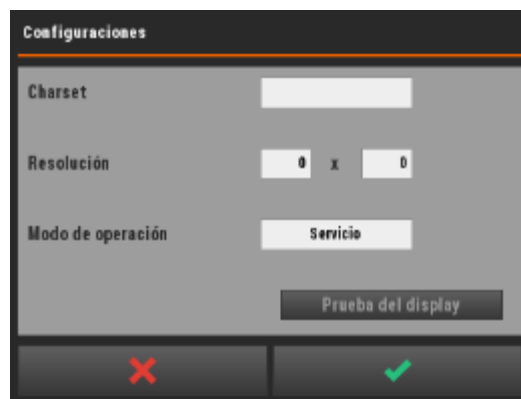 Configuraciones
Charset
Resolución 0 x 0
Modo de operación Servicio
Prueba del display